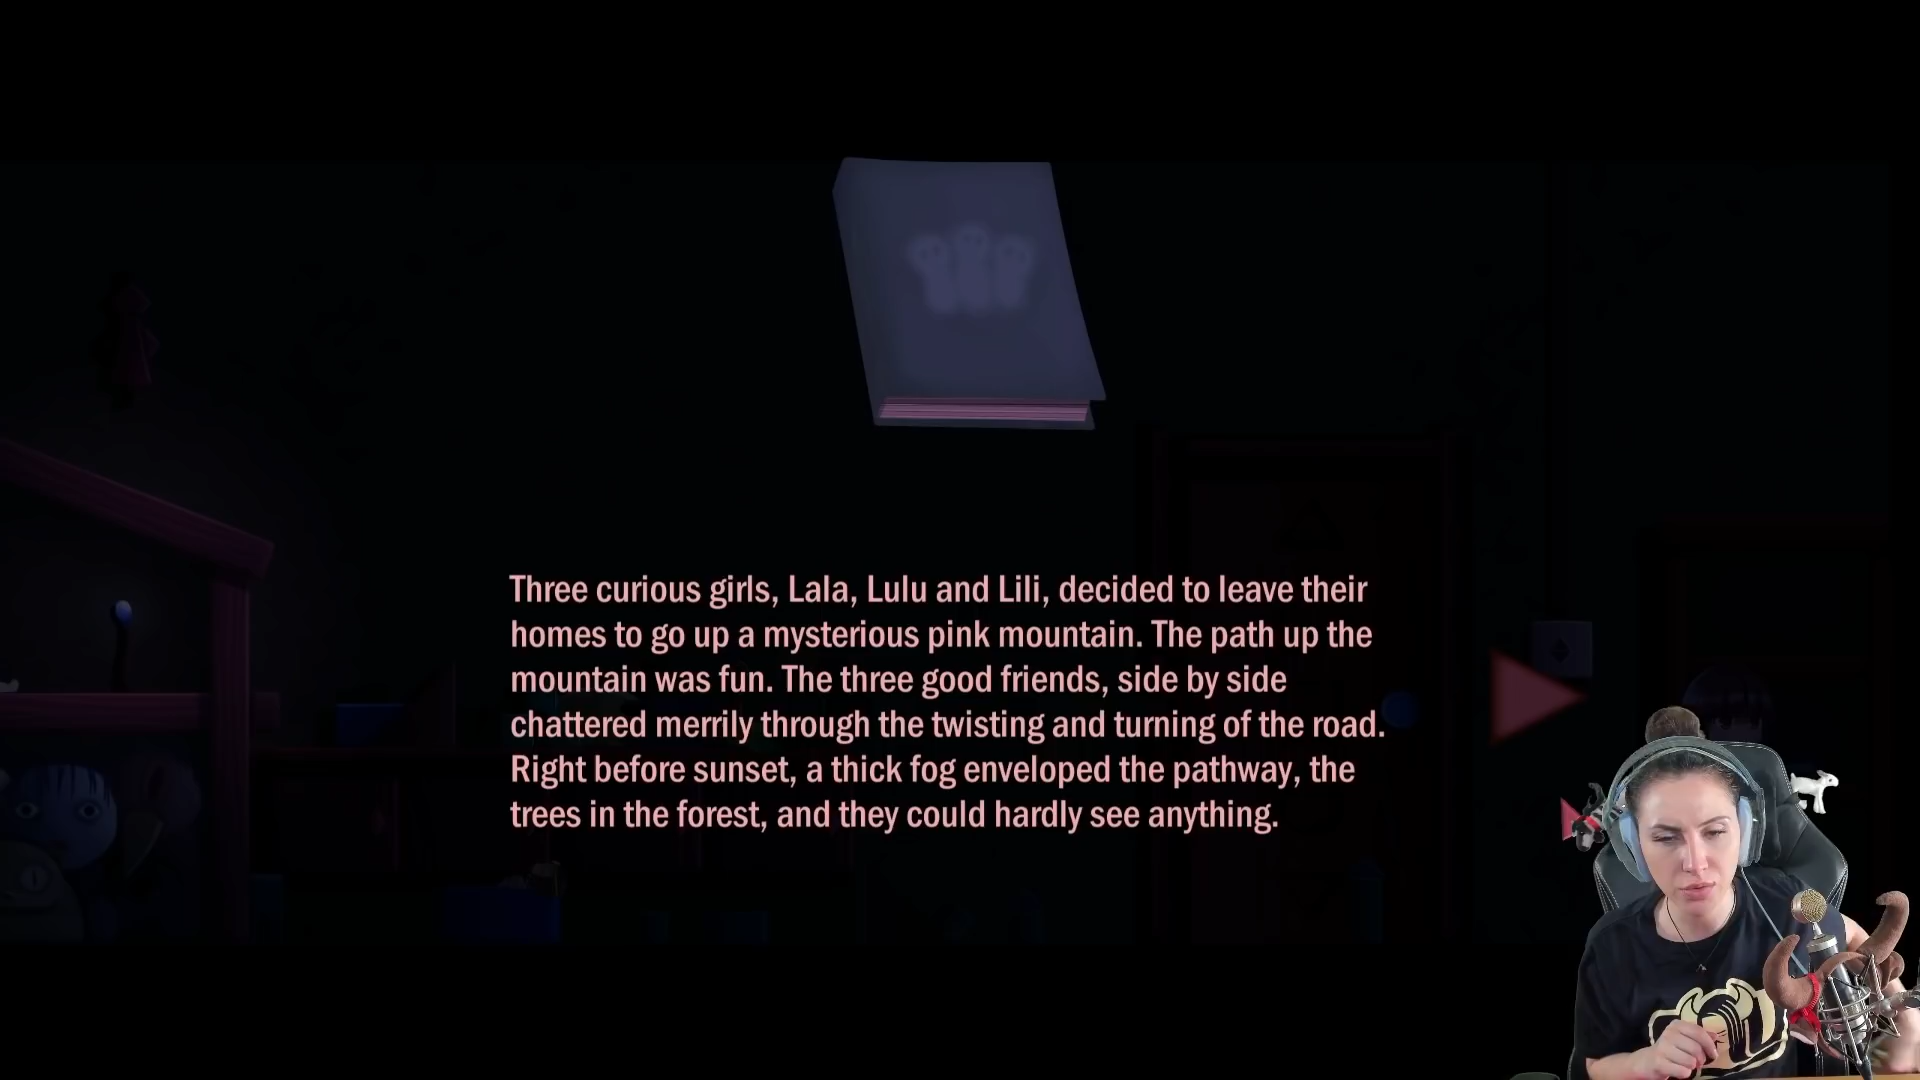 Three curious girls, Lala, Lulu and Lili, decided to leave their
homes to go up a mysterious pink mountain. The path up the
mountain was fun. The three good friends, side by side
chattered merrily through the twisting and turning of the road.
Right before sunset, a thick fog enveloped the pathway, the
trees in the forest, and they could hardly see anything.